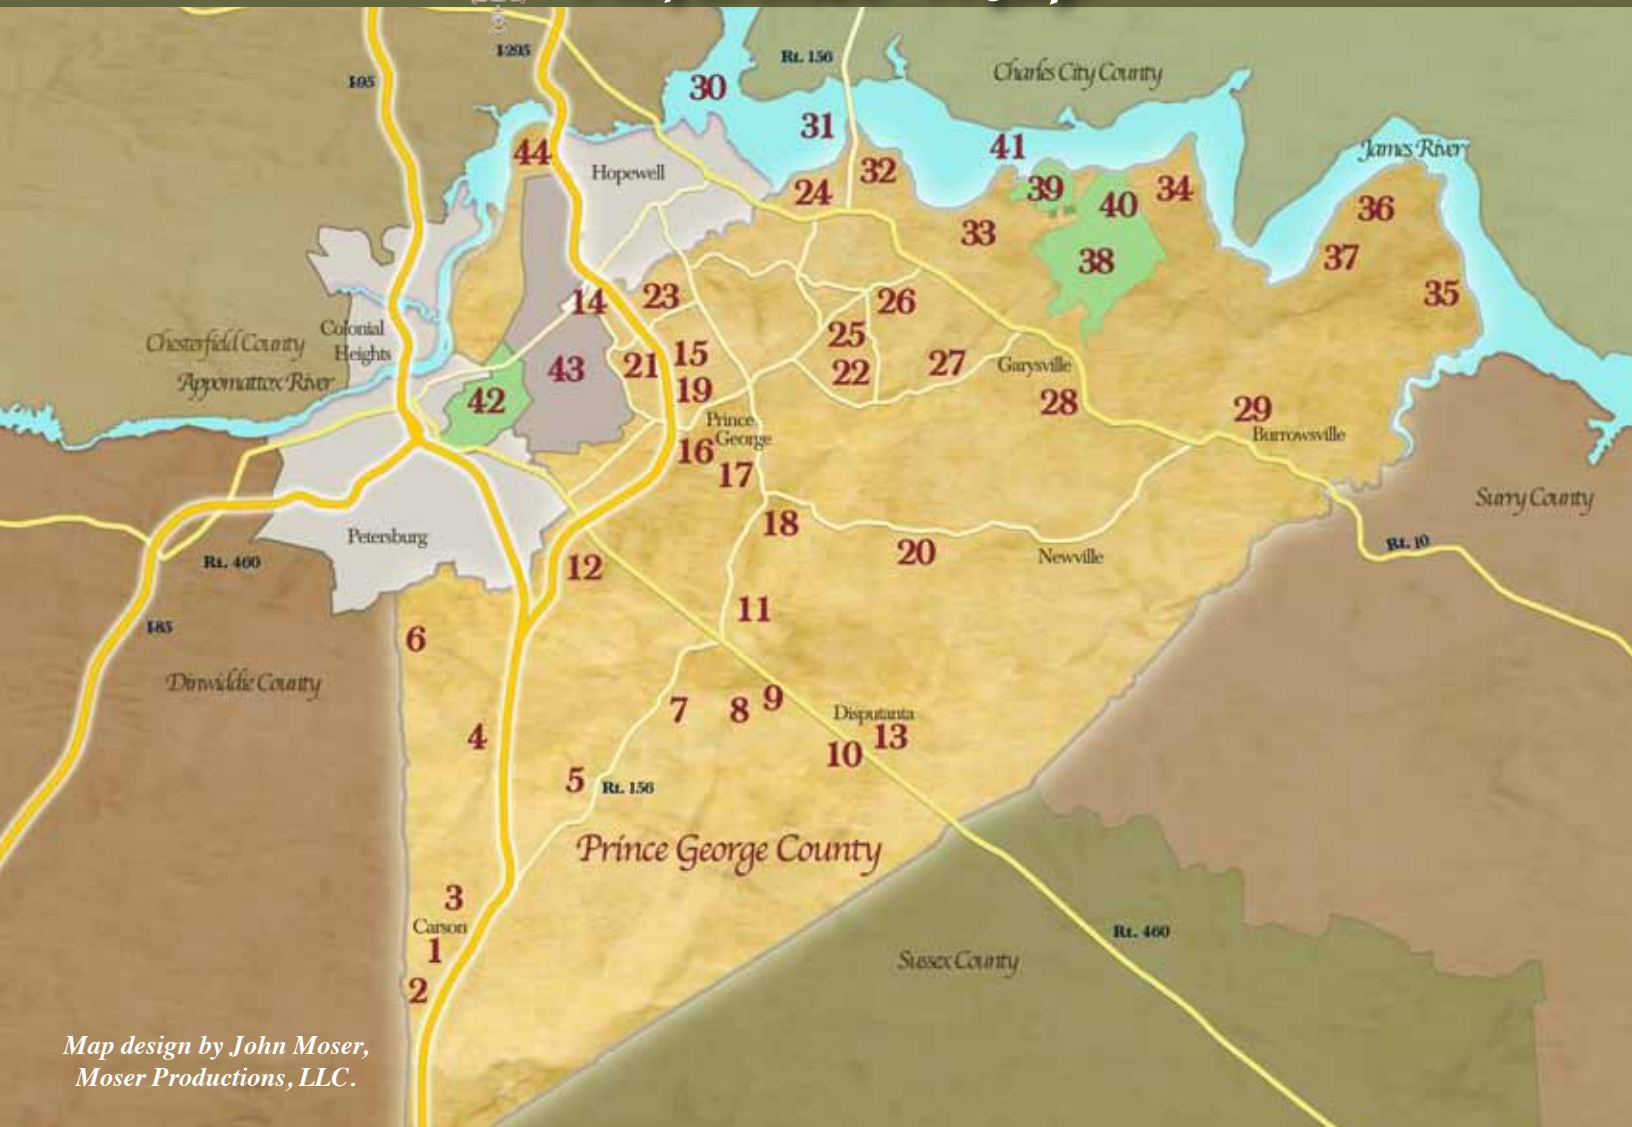 I-295
Rt. 156
I-95
Charles City County
30
31
41
James River
44
Hopewell
32
24
39
40
34
36
33
38
37
35
14
23
26
Colonial
Heights
Chesterfield County
Appomattox River
25
15
21
43
22
27
Garysville
19
42
28
29
Prince
George
Burrowsville
16
17
Surry County
18
Petersburg
20
Newville
Rt. 10
12
Rt. 460
11
I-85
6
Dinwiddie County
7
8
9
Disputanta
4
13
10
5
Rt. 156
Prince George County
3
Carson
1
2
Rt. 460
Sussex County
Map design by John Moser,
Moser Productions, LLC.